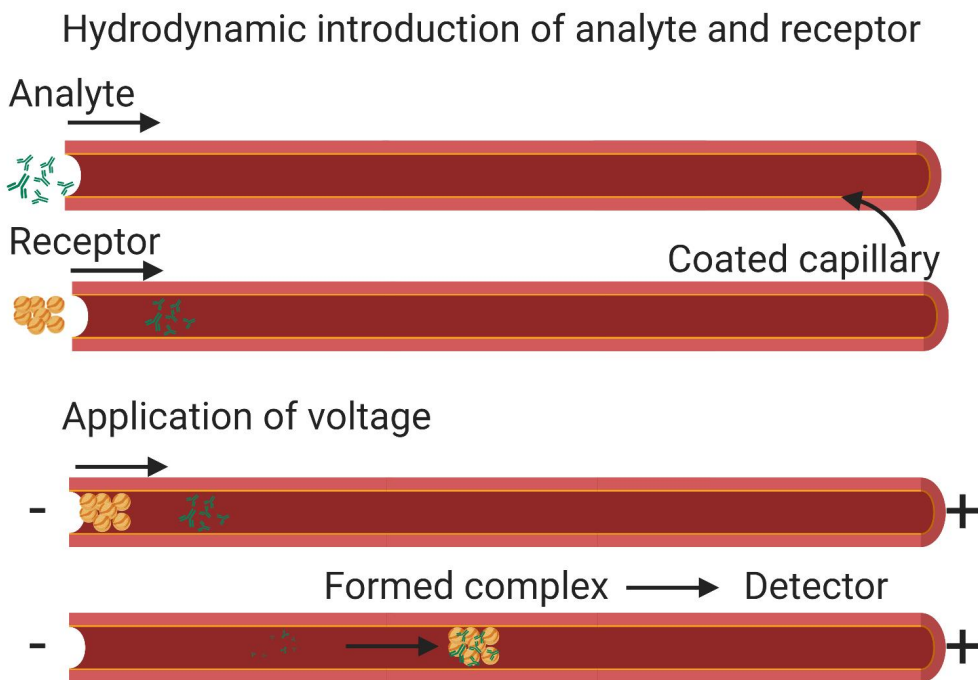 Hydrodynamic introduction of analyte and receptor
Analyte
Receptor
Coated capillary
Application of voltage
- +
Formed complex Detector
- +